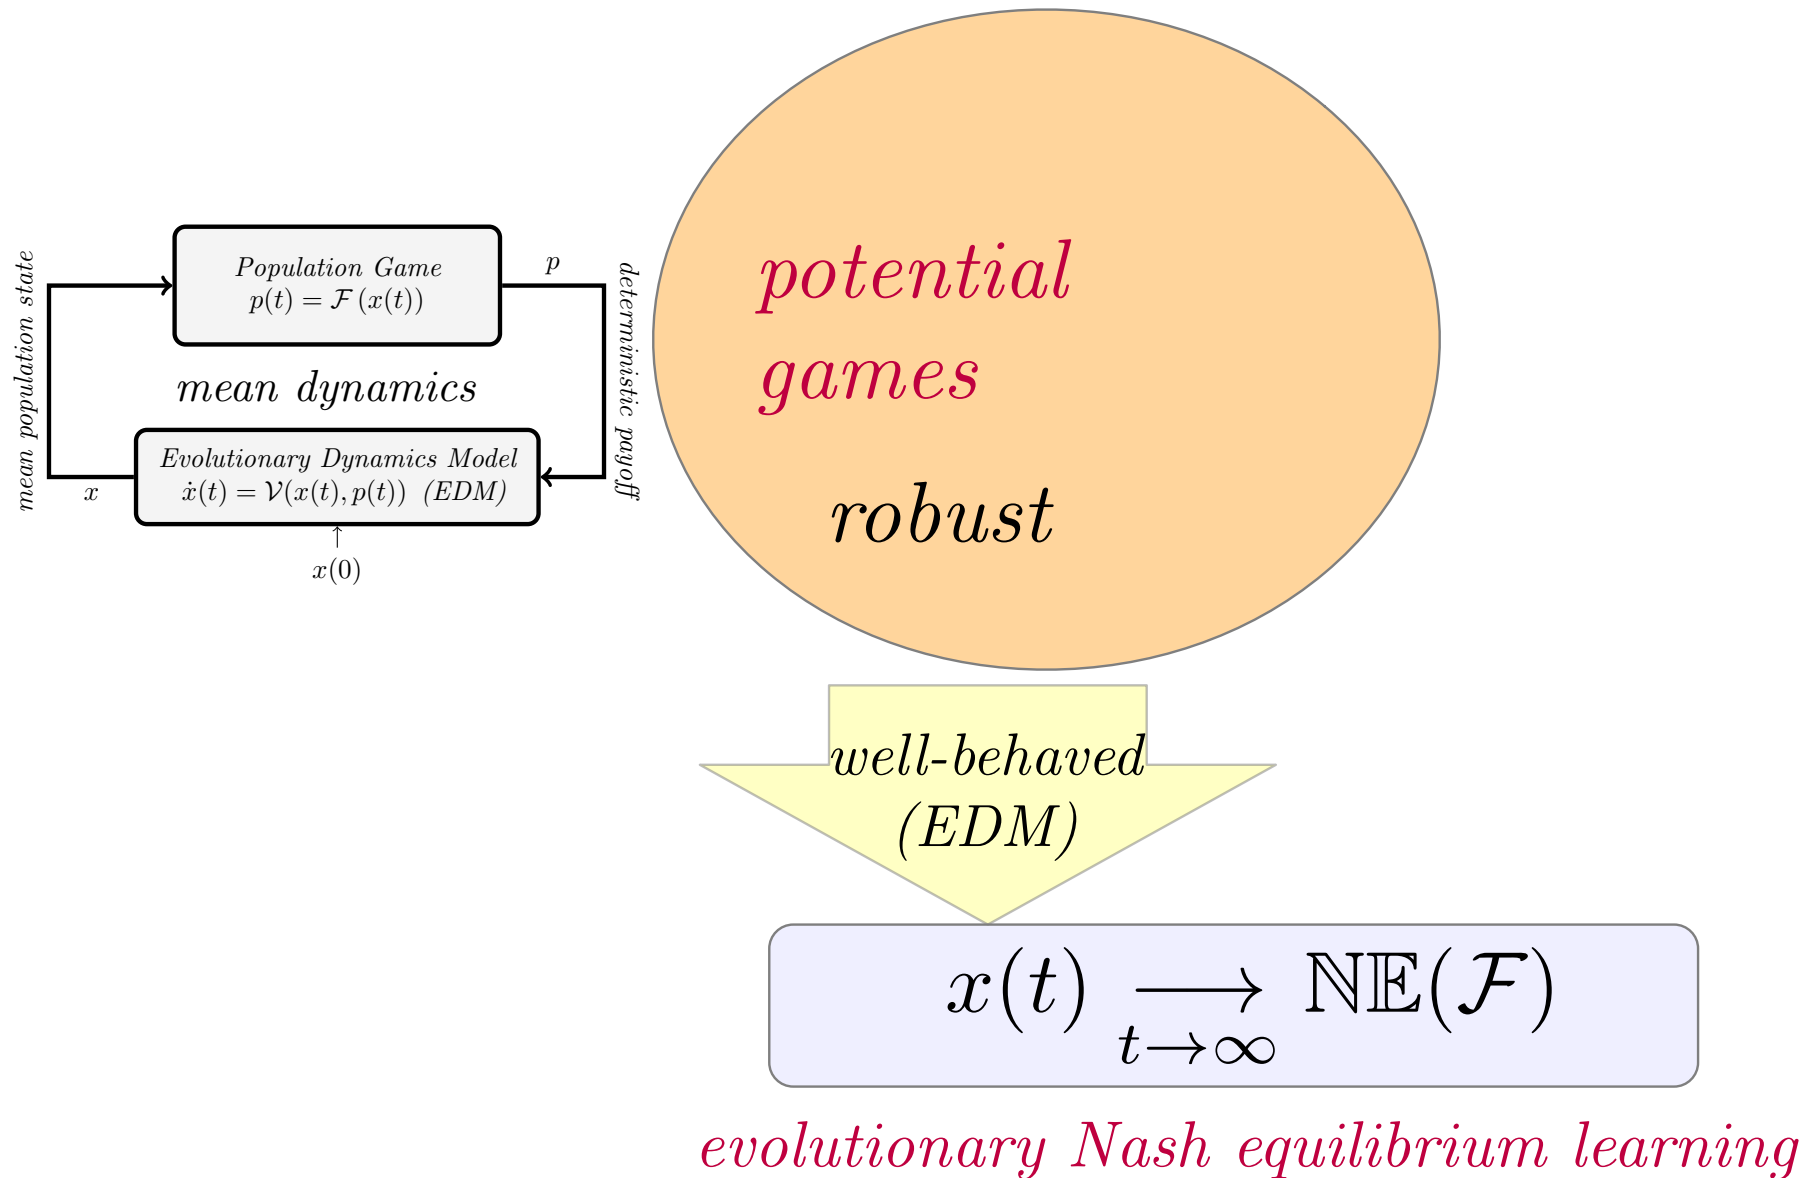 mean population state
Population Game
p(t) = 𝓕 (x(t))
p
deterministic payoff
mean dynamics
Evolutionary Dynamics Model
ẋ(t) = 𝒱(x(t), p(t)) (EDM)
x
x(0)
potential
games
robust
well-behaved
(EDM)
x(t) ⟶ ℕ𝔼(𝓕)
t→∞
evolutionary Nash equilibrium learning